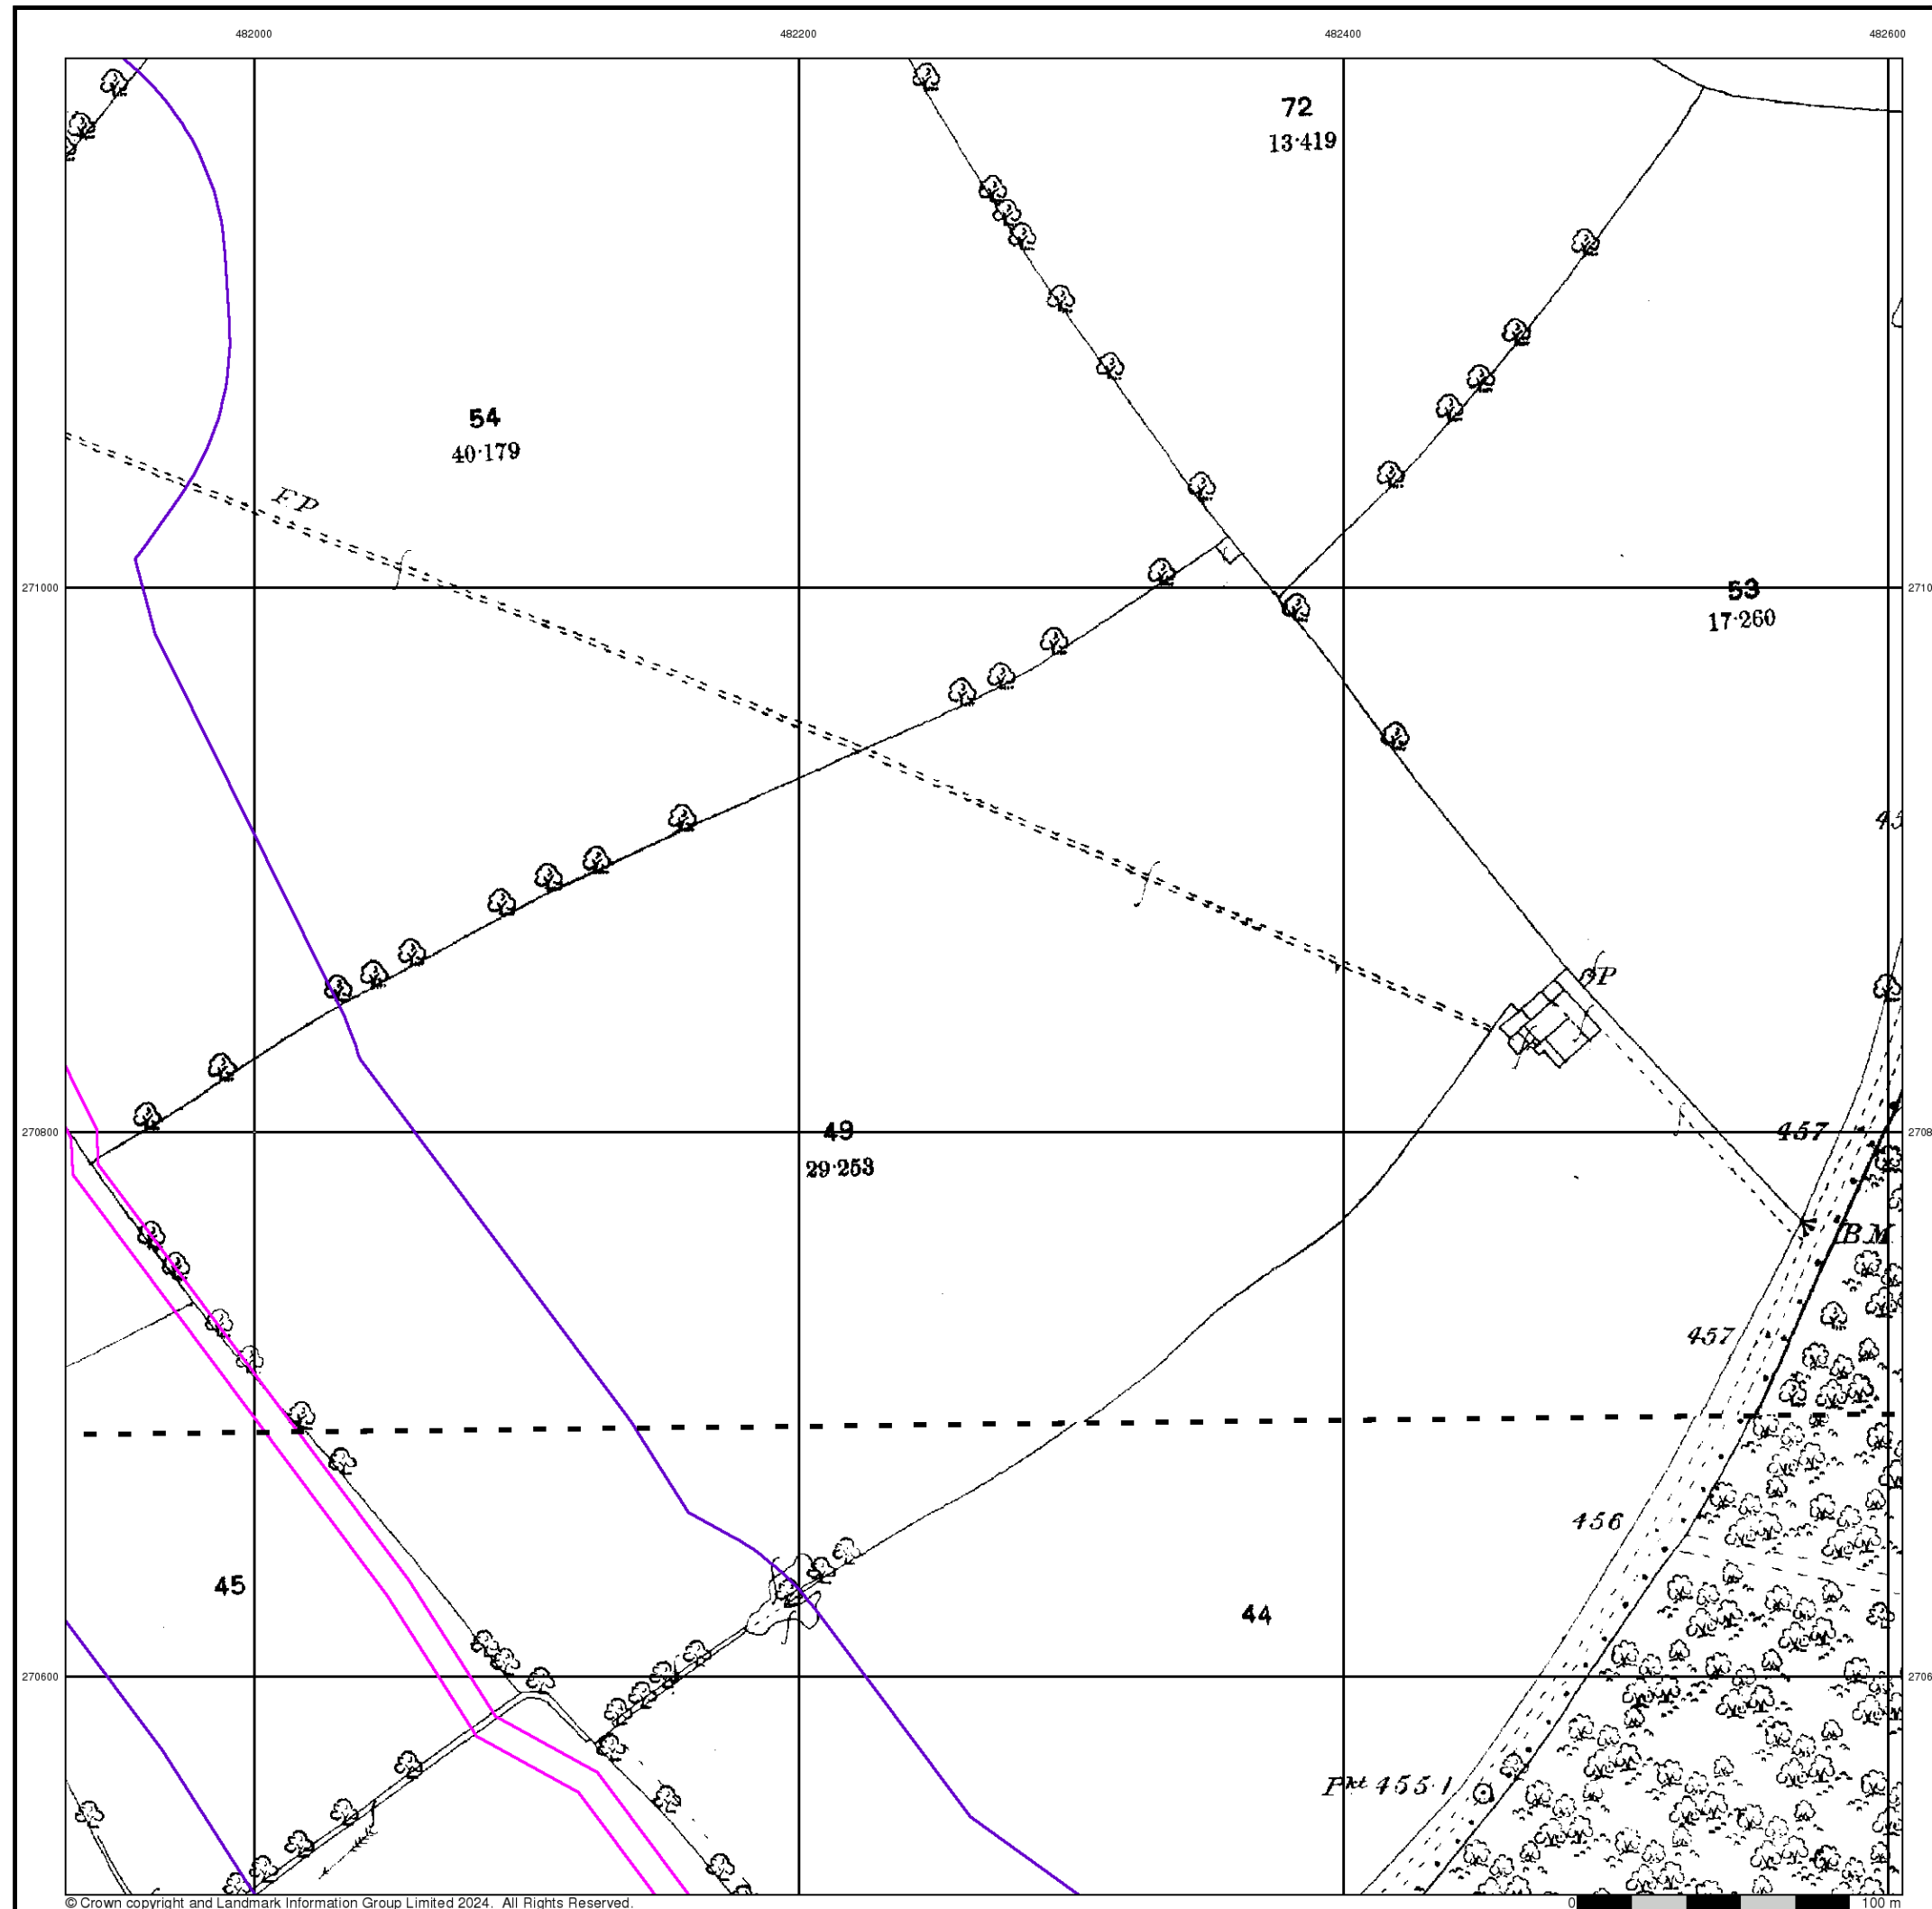 482000 482200 482400 482600
72
13·419
54
40·179
F.P
271000
53
17·260
P
270800 49 457
29·253
B.M.
457
456
45
44
270600
Pkt 455·1
© Crown copyright and Landmark Information Group Limited 2024. All Rights Reserved.
0 100 m